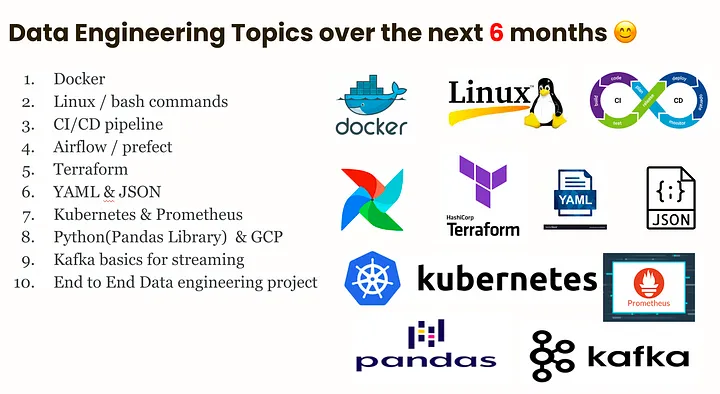 Data Engineering Topics over the next 6 months 😊
1. Docker
2. Linux / bash commands
3. CI/CD pipeline
4. Airflow / prefect
5. Terraform
6. YAML & JSON
7. Kubernetes & Prometheus
8. Python(Pandas Library) & GCP
9. Kafka basics for streaming
10. End to End Data engineering project
docker
Linux
code
build
plan
test
CI
release
CD
deploy
operate
monitor
HashiCorp
Terraform
YAML
{;}
JSON
kubernetes
Prometheus
pandas
kafka